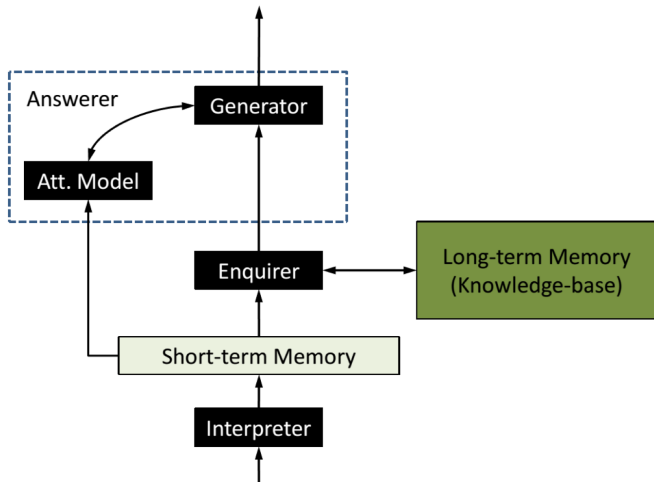 Answerer
Generator
Att. Model
Enquirer
Long-term Memory
(Knowledge-base)
Short-term Memory
Interpreter